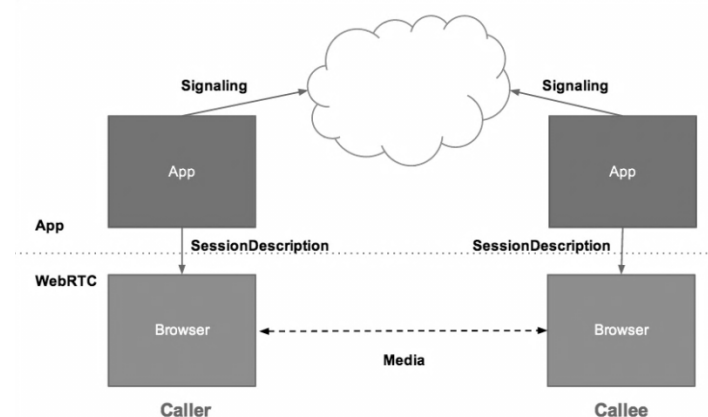 Signaling
Signaling
App
App
App
SessionDescription
SessionDescription
WebRTC
Browser
Browser
Media
Caller
Callee